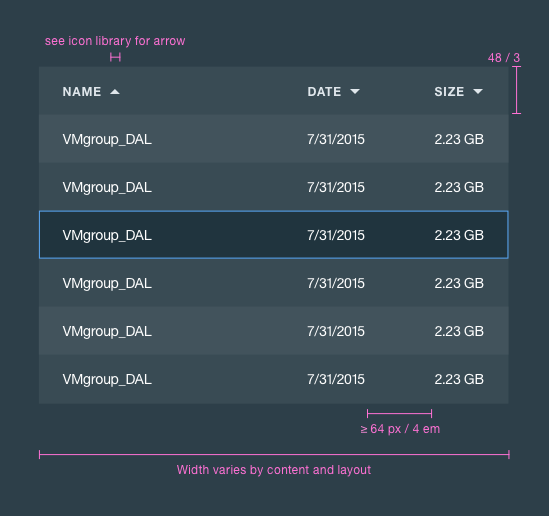 see icon library for arrow
48 / 3
NAME DATE SIZE
VMgroup_DAL 7/31/2015 2.23 GB
VMgroup_DAL 7/31/2015 2.23 GB
VMgroup_DAL 7/31/2015 2.23 GB
VMgroup_DAL 7/31/2015 2.23 GB
VMgroup_DAL 7/31/2015 2.23 GB
VMgroup_DAL 7/31/2015 2.23 GB
≥ 64 px / 4 em
Width varies by content and layout